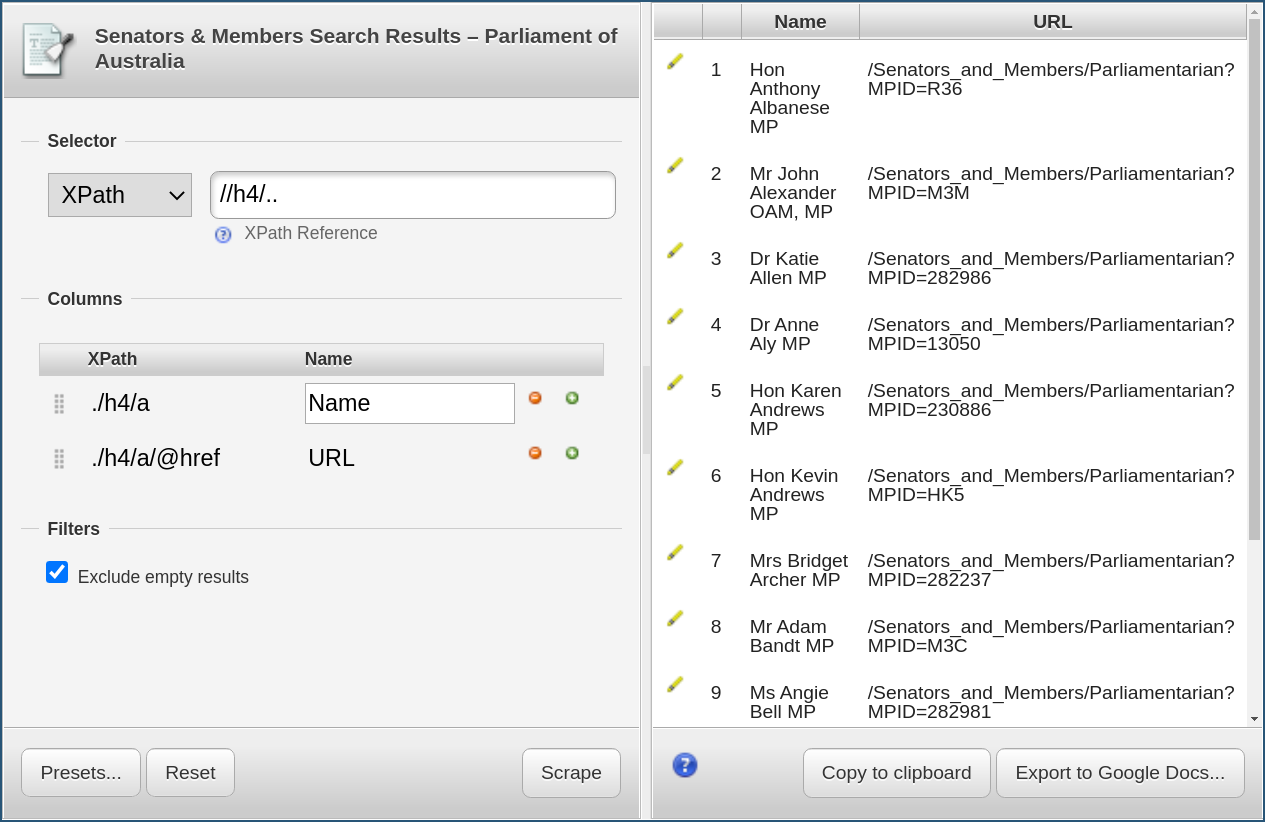 Senators & Members Search Results – Parliament of
Australia
Selector
XPath
//h4/..
? XPath Reference
Columns
XPath Name
./h4/a Name
./h4/a/@href URL
Filters
Exclude empty results
Presets...
Reset
Scrape
Name URL
1 Hon /Senators_and_Members/Parliamentarian?
Anthony MPID=R36
Albanese
MP
2 Mr John /Senators_and_Members/Parliamentarian?
Alexander MPID=M3M
OAM, MP
3 Dr Katie /Senators_and_Members/Parliamentarian?
Allen MP MPID=282986
4 Dr Anne /Senators_and_Members/Parliamentarian?
Aly MP MPID=13050
5 Hon Karen /Senators_and_Members/Parliamentarian?
Andrews MPID=230886
MP
6 Hon Kevin /Senators_and_Members/Parliamentarian?
Andrews MPID=HK5
MP
7 Mrs Bridget /Senators_and_Members/Parliamentarian?
Archer MP MPID=282237
8 Mr Adam /Senators_and_Members/Parliamentarian?
Bandt MP MPID=M3C
9 Ms Angie /Senators_and_Members/Parliamentarian?
Bell MP MPID=282981
?
Copy to clipboard
Export to Google Docs...